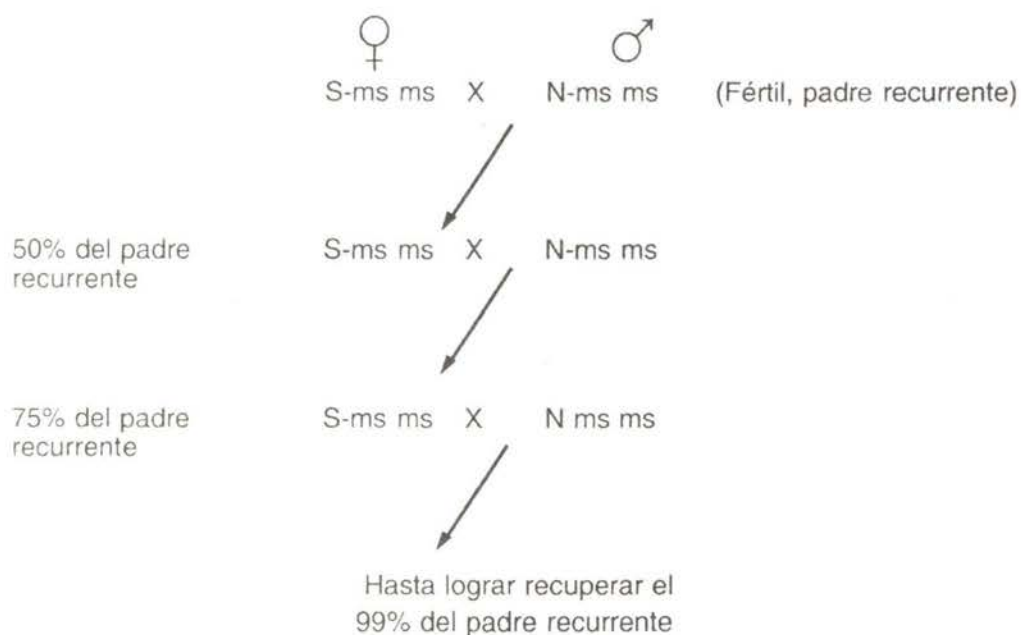 ♀ ♂
S-ms ms X N-ms ms (Fértil, padre recurrente)
50% del padre
recurrente
S-ms ms X N-ms ms
75% del padre
recurrente
S-ms ms X N ms ms
Hasta lograr recuperar el
99% del padre recurrente